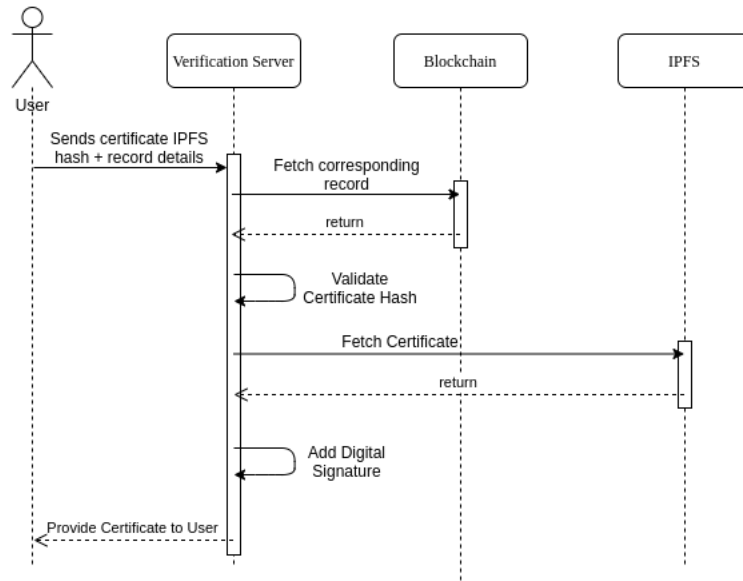 Verification Server
Blockchain
IPFS
User
Sends certificate IPFS
hash + record details
Fetch corresponding
record
return
Validate
Certificate Hash
Fetch Certificate
return
Add Digital
Signature
Provide Certificate to User